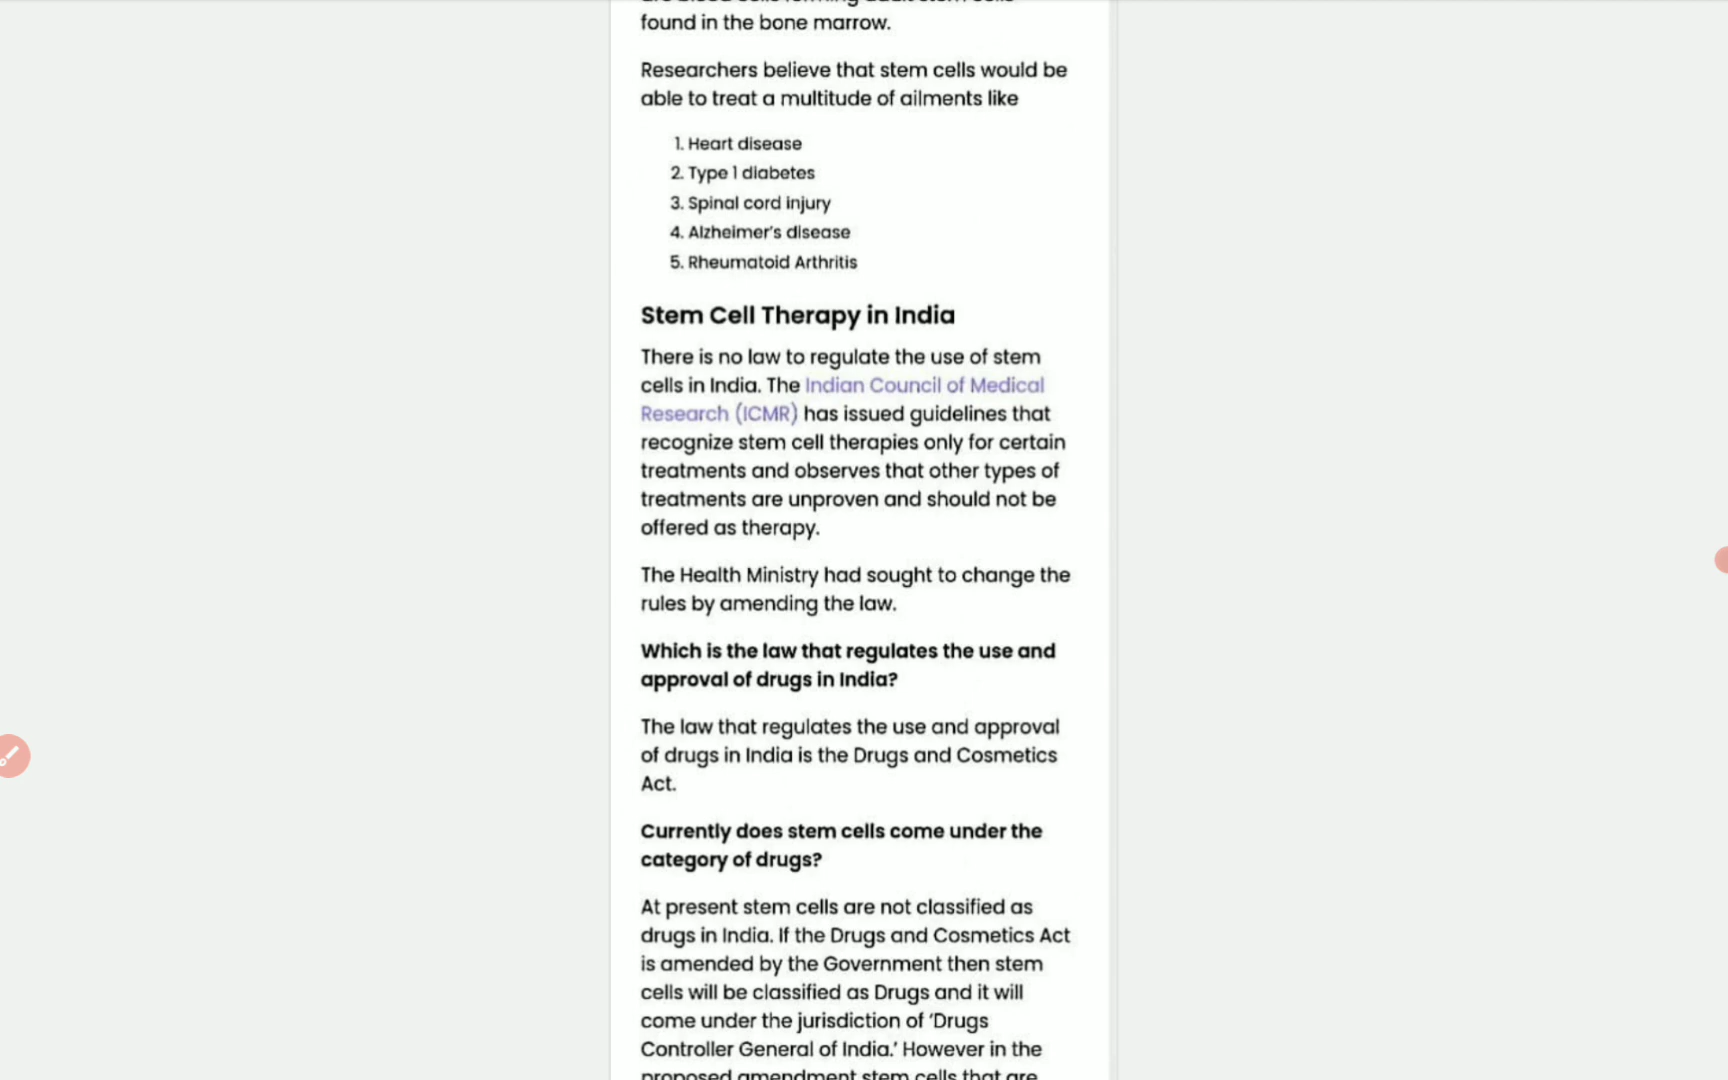 found in the bone marrow.
Researchers believe that stem cells would be
able to treat a multitude of ailments like
1. Heart disease
2. Type 1 diabetes
3. Spinal cord injury
4. Alzheimer's disease
5. Rheumatoid Arthritis
Stem Cell Therapy in India
There is no law to regulate the use of stem
cells in India. The Indian Council of Medical
Research (ICMR) has issued guidelines that
recognize stem cell therapies only for certain
treatments and observes that other types of
treatments are unproven and should not be
offered as therapy.
The Health Ministry had sought to change the
rules by amending the law.
Which is the law that regulates the use and
approval of drugs in India?
The law that regulates the use and approval
of drugs in India is the Drugs and Cosmetics
Act.
Currently does stem cells come under the
category of drugs?
At present stem cells are not classified as
drugs in India. If the Drugs and Cosmetics Act
is amended by the Government then stem
cells will be classified as Drugs and it will
come under the jurisdiction of 'Drugs
Controller General of India.' However in the
proposed amendment stem cells that are